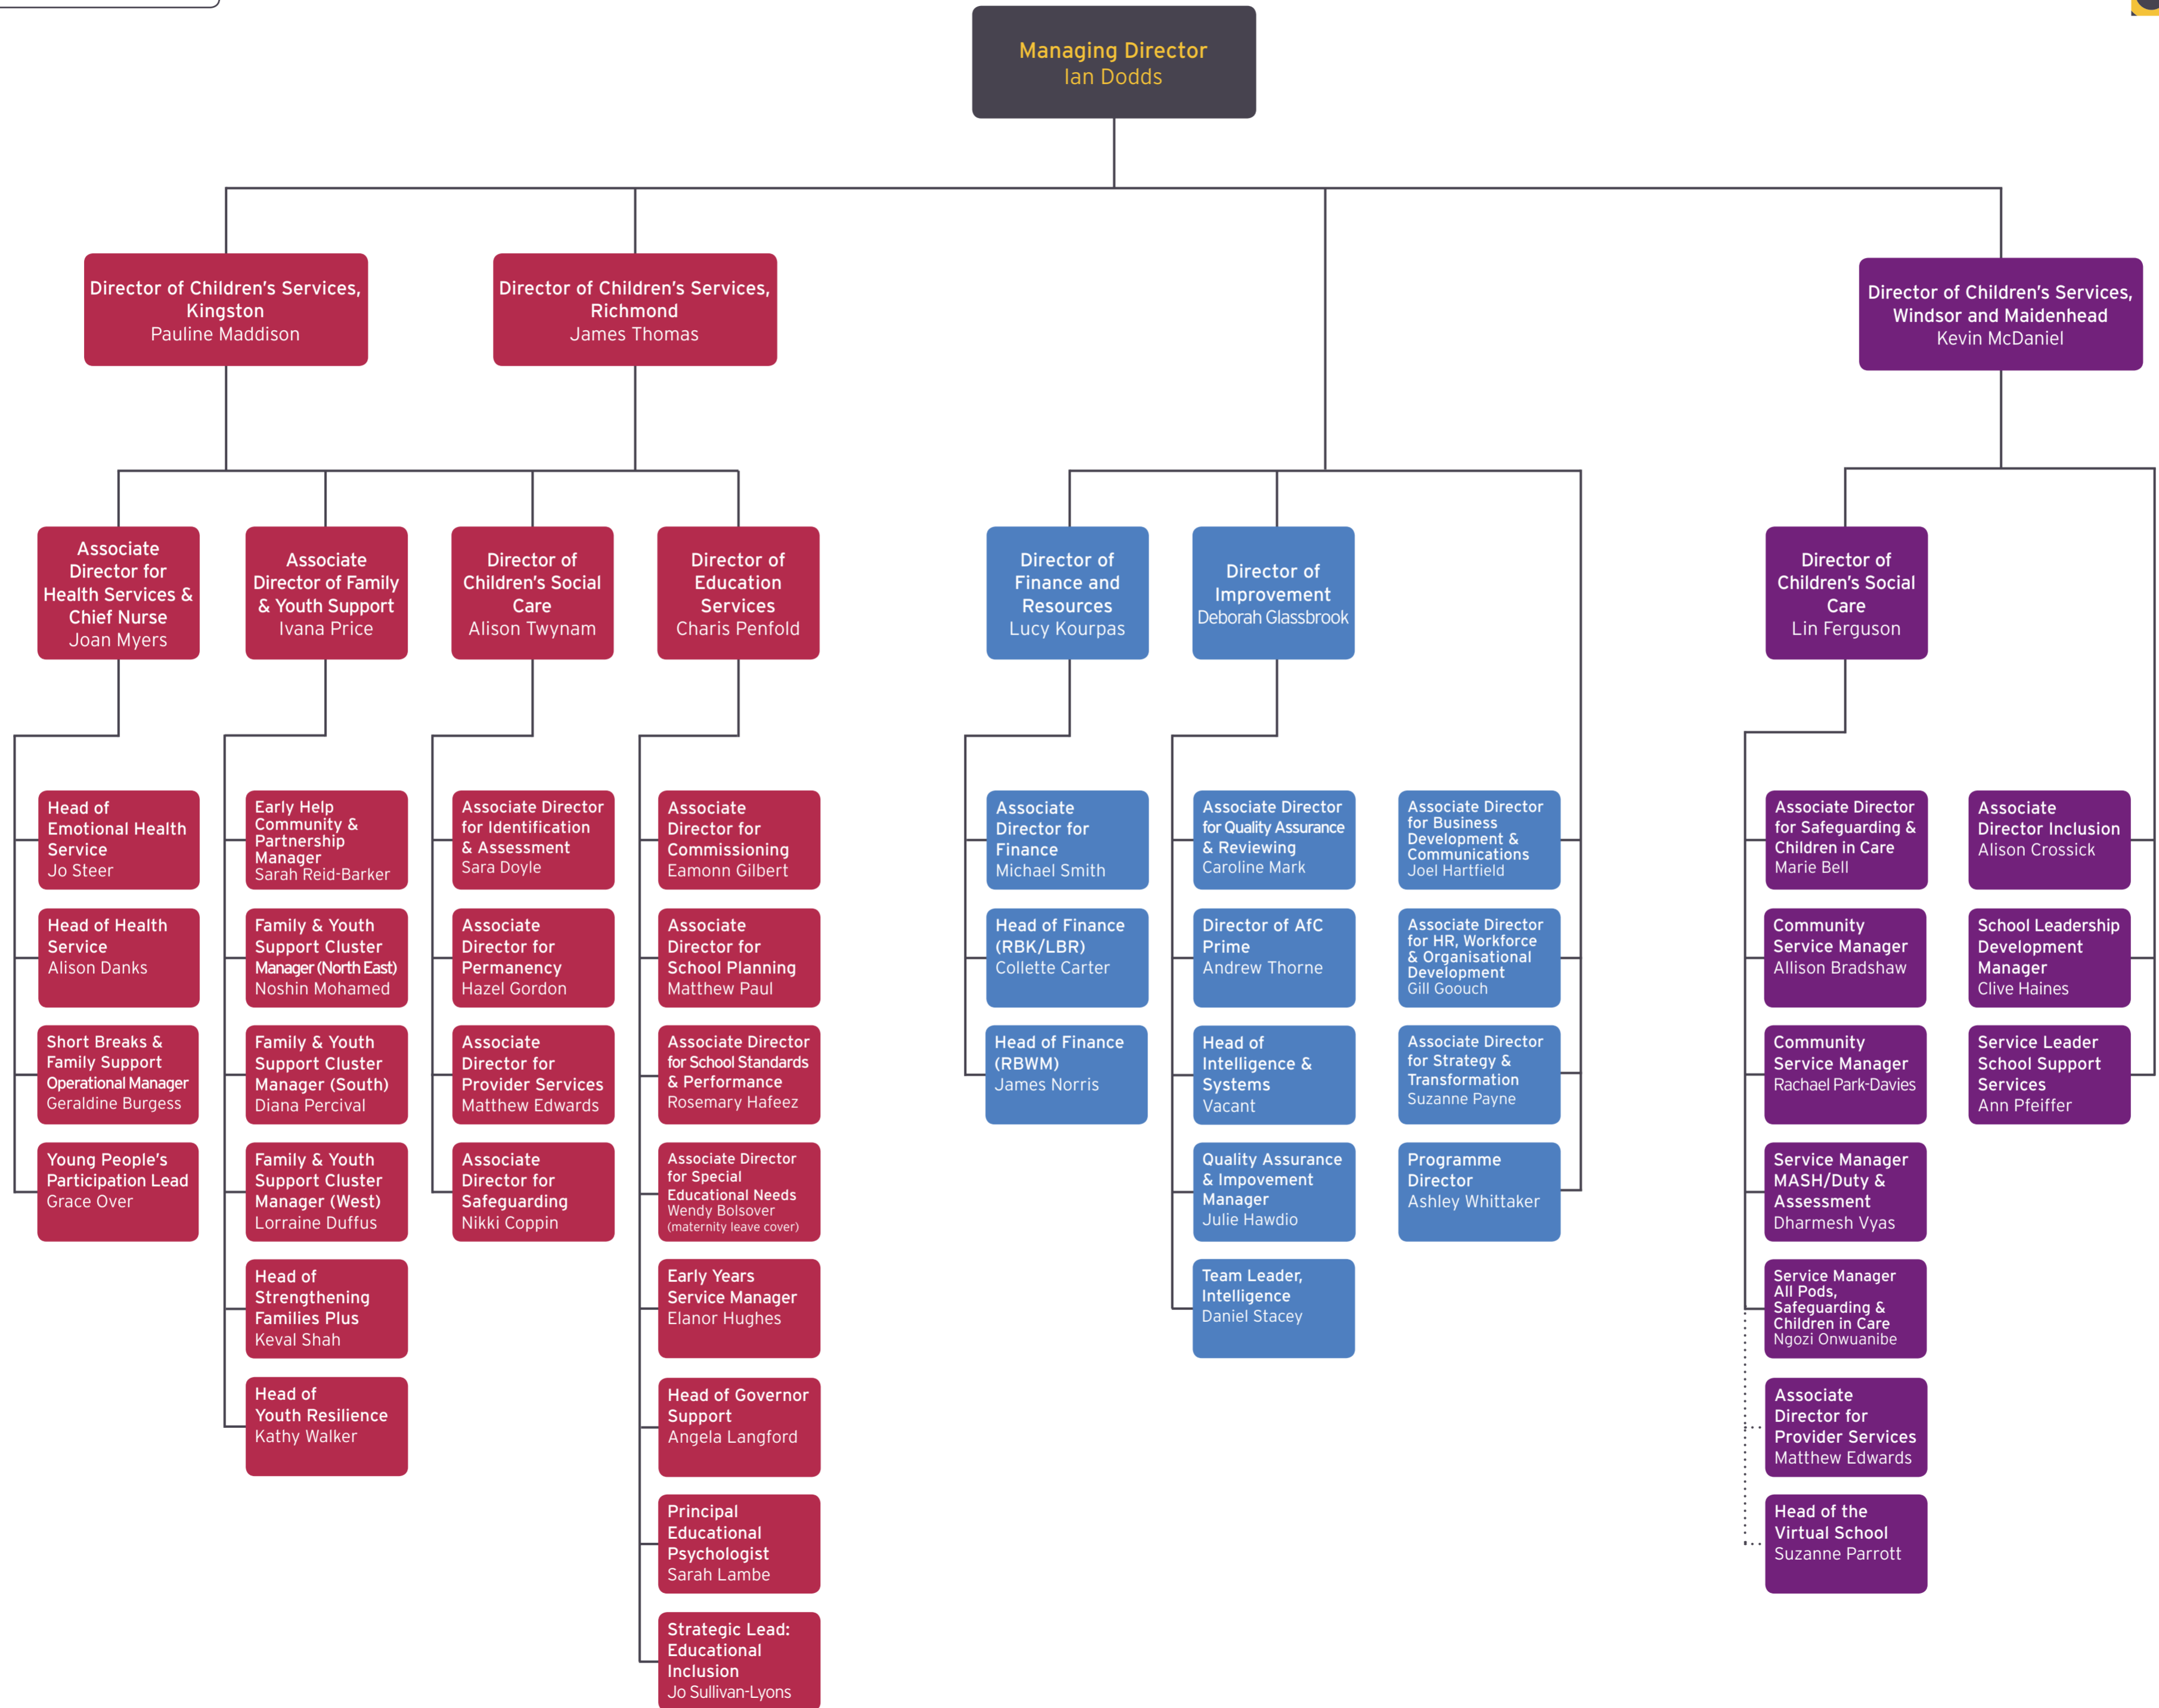 Managing Director
Ian Dodds
Director of Children's Services,
Kingston
Pauline Maddison
Director of Children's Services,
Richmond
James Thomas
Director of Children's Services,
Windsor and Maidenhead
Kevin McDaniel
Associate
Director for
Health Services &
Chief Nurse
Joan Myers
Associate
Director of Family
& Youth Support
Ivana Price
Director of
Children's Social
Care
Alison Twynam
Director of
Education
Services
Charis Penfold
Director of
Finance and
Resources
Lucy Kourpas
Director of
Improvement
Deborah Glassbrook
Director of
Children's Social
Care
Lin Ferguson
Head of
Emotional Health
Service
Jo Steer
Head of Health
Service
Alison Danks
Short Breaks &
Family Support
Operational Manager
Geraldine Burgess
Young People's
Participation Lead
Grace Over
Early Help
Community &
Partnership
Manager
Sarah Reid-Barker
Family & Youth
Support Cluster
Manager (North East)
Noshin Mohamed
Family & Youth
Support Cluster
Manager (South)
Diana Percival
Family & Youth
Support Cluster
Manager (West)
Lorraine Duffus
Head of
Strengthening
Families Plus
Keval Shah
Head of
Youth Resilience
Kathy Walker
Associate Director
for Identification
& Assessment
Sara Doyle
Associate
Director for
Permanency
Hazel Gordon
Associate
Director for
Provider Services
Matthew Edwards
Associate
Director for
Safeguarding
Nikki Coppin
Associate
Director for
Commissioning
Eamonn Gilbert
Associate
Director for
School Planning
Matthew Paul
Associate Director
for School Standards
& Performance
Rosemary Hafeez
Associate Director
for Special
Educational Needs
Wendy Bolsover
(maternity leave cover)
Early Years
Service Manager
Elanor Hughes
Head of Governor
Support
Angela Langford
Principal
Educational
Psychologist
Sarah Lambe
Strategic Lead:
Educational
Inclusion
Jo Sullivan-Lyons
Associate
Director for
Finance
Michael Smith
Head of Finance
(RBK/LBR)
Collette Carter
Head of Finance
(RBWM)
James Norris
Associate Director
for Quality Assurance
& Reviewing
Caroline Mark
Director of AfC
Prime
Andrew Thorne
Head of
Intelligence &
Systems
Vacant
Quality Assurance
& Impovement
Manager
Julie Hawdio
Team Leader,
Intelligence
Daniel Stacey
Associate Director
for Business
Development &
Communications
Joel Hartfield
Associate Director
for HR, Workforce
& Organisational
Development
Gill Goouch
Associate Director
for Strategy &
Transformation
Suzanne Payne
Programme
Director
Ashley Whittaker
Associate Director
for Safeguarding &
Children in Care
Marie Bell
Community
Service Manager
Allison Bradshaw
Community
Service Manager
Rachael Park-Davies
Service Manager
MASH/Duty &
Assessment
Dharmesh Vyas
Service Manager
All Pods,
Safeguarding &
Children in Care
Ngozi Onwuanibe
Associate
Director for
Provider Services
Matthew Edwards
Head of the
Virtual School
Suzanne Parrott
Associate
Director Inclusion
Alison Crossick
School Leadership
Development
Manager
Clive Haines
Service Leader
School Support
Services
Ann Pfeiffer